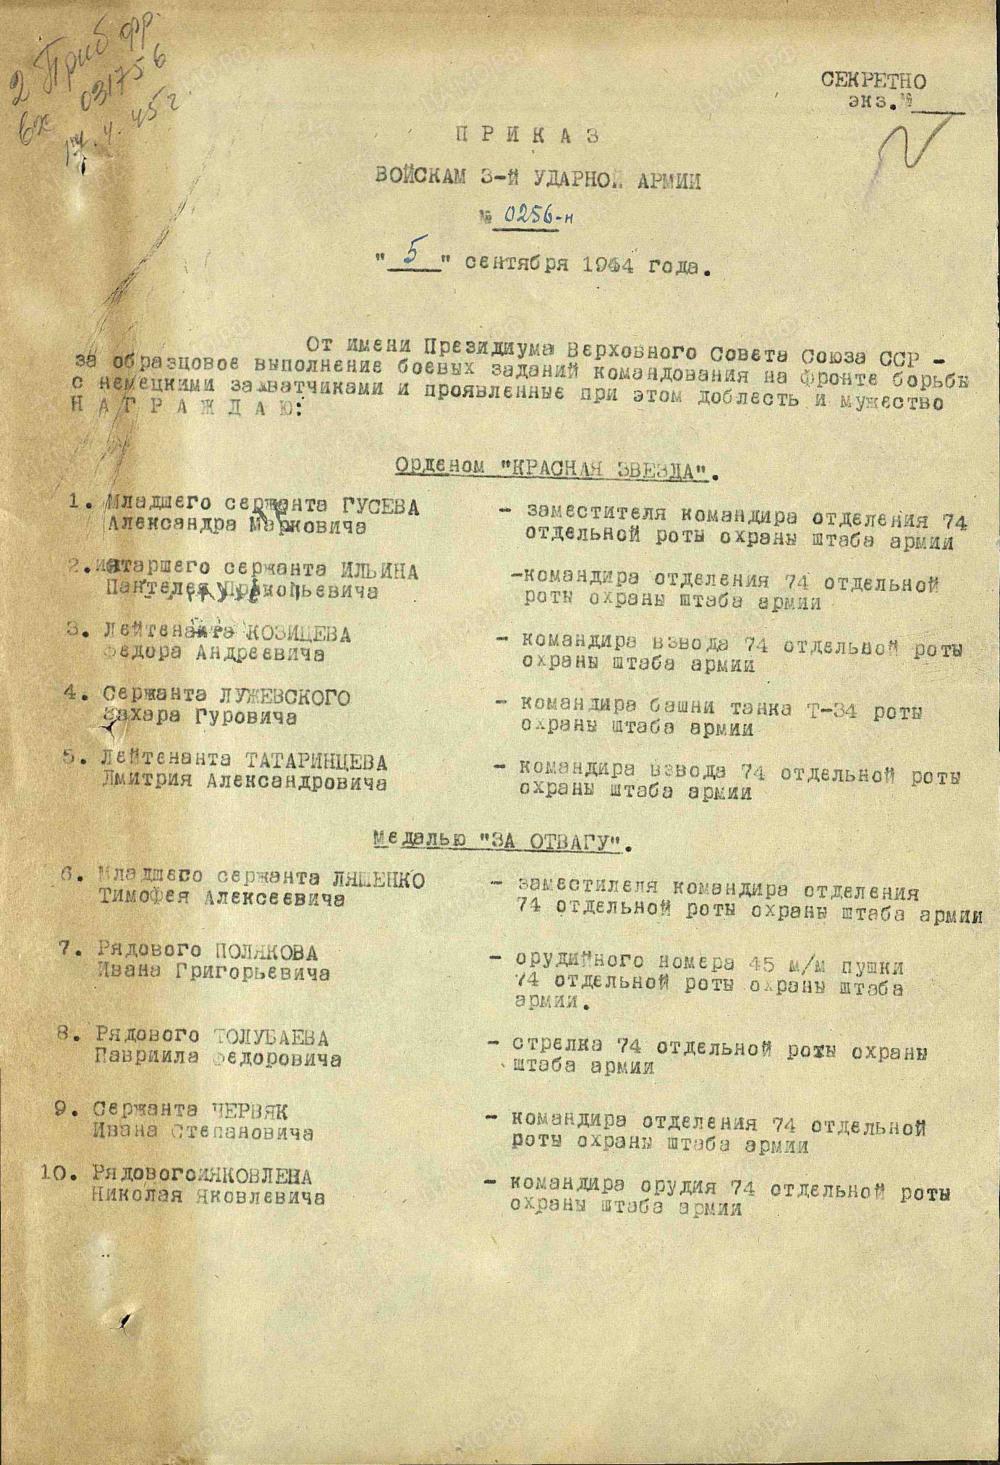 2 Приб фр.
вх 031756
17.4.45г.
СЕКРЕТНО
экз.№
ПРИКАЗ
ВОЙСКАМ 3-й УДАРНОЙ АРМИИ
№ 0256-н
"5" сентября 1944 года.
От имени Президиума Верховного Совета Союза ССР -
за образцовое выполнение боевых заданий командования на фронте борьбы
с немецкими захватчиками и проявленные при этом доблесть и мужество
НАГРАЖДАЮ:
Орденом "КРАСНАЯ ЗВЕЗДА".
1. Младшего сержанта ГУСЕВА - заместителя командира отделения 74
Александра Марковича отдельной роты охраны штаба армии
2. старшего сержанта ИЛЬИНА -командира отделения 74 отдельной
Пантелея Прокопьевича роты охраны штаба армии
3. Лейтенанта КОЗИЦЕВА - командира взвода 74 отдельной роты
Федора Андреевича охраны штаба армии
4. Сержанта ЛУЖЕВСКОГО - командира башни танка Т-34 роты
Захара Гуровича охраны штаба армии
5. Лейтенанта ТАТАРИНЦЕВА - командира взвода 74 отдельной роты
Дмитрия Александровича охраны штаба армии
Медалью "ЗА ОТВАГУ".
6. Младшего сержанта ЛЯШЕНКО - заместилеля командира отделения
Тимофея Алексеевича 74 отдельной роты охраны штаба армии
7. Рядового ПОЛЯКОВА - орудийного номера 45 м/м пушки
Ивана Григорьевича 74 отдельной роты охраны штаба
армии.
8. Рядового ТОЛУБАЕВА - стрелка 74 отдельной роты охраны
Гавриила Федоровича штаба армии
9. Сержанта ЧЕРВЯК - командира отделения 74 отдельной
Ивана Степановича роты охраны штаба армии
10. Рядового ЯКОВЛЕНА - командира орудия 74 отдельной роты
Николая Яковлевича охраны штаба армии